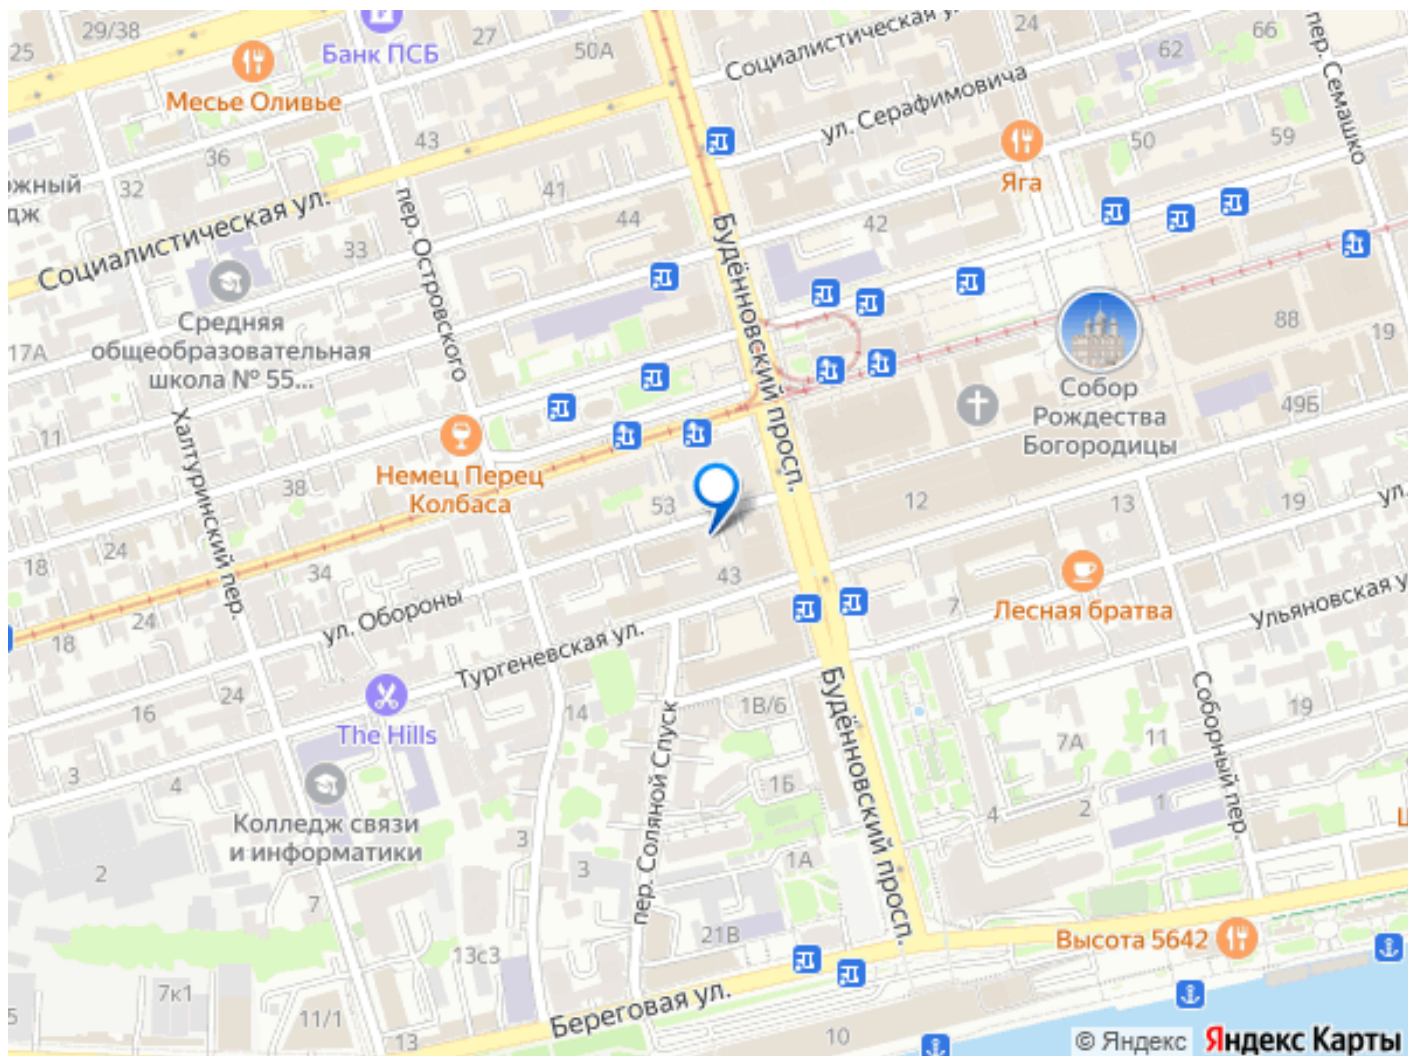 29/38
Банк ПСБ
27
50А
Социалистическая у
24
66
62
пер. Семашко
25
Месье Оливье
ул. Серафимовича
36
43
50
59
Яга
жный
дж
32
Социалистическая ул.
33
41
44
42
пер. Островского
Будённовский просп.
Средняя
общеобразовательная
школа № 55...
17А
88
19
Собор
Рождества
Богородицы
49Б
11
Халтуринский пер.
38
Немец Перец
Колбаса
53
12
13
19
ул.
24
18
34
43
7
Лесная братва
Ульяновская у
24
18
ул. Обороны
Тургеневская ул.
24
16
The Hills
14
1В/6
Будённовский просп.
Соборный пер.
19
7А
11
3
4
1Б
4
2
1
пер. Соляной Спуск
Колледж связи
и информатики
3
3
1А
2
7
21В
13с3
Высота 5642
7к1
5
11/1
13
Береговая ул.
10
© Яндекс
Яндекс Карты